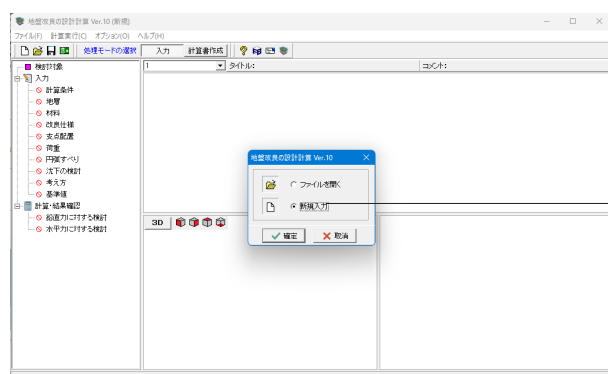 地盤改良の設計計算 Ver.10 (新規)
ファイル(F) 計算実行(C) オプション(O) ヘルプ(H)
処理モードの選択 入力 計算書作成
検討対象
入力
計算条件
地層
材料
改良仕様
支点配置
荷重
円弧すべり
沈下の検討
考え方
基準値
計算・結果確認
鉛直力に対する検討
水平力に対する検討
1 タイトル: コメント:
3D
地盤改良の設計計算 Ver.10
ファイルを開く
新規入力
確定 取消